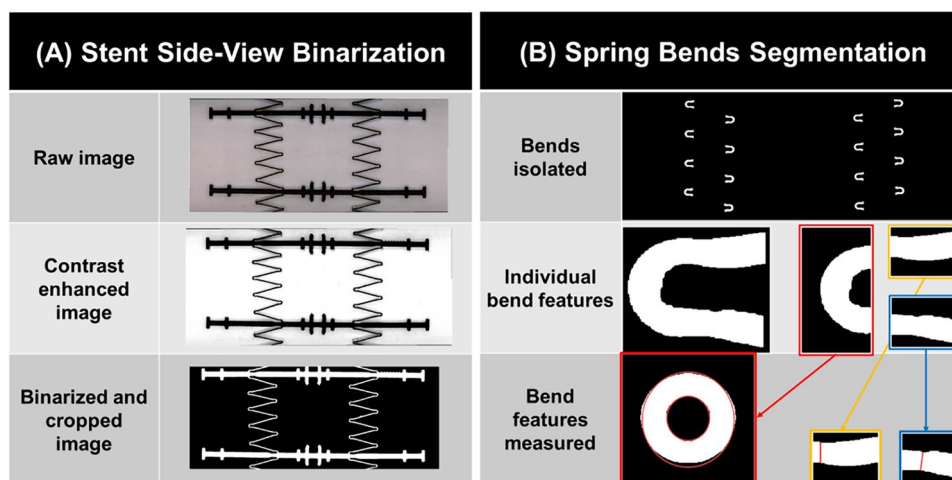 (A) Stent Side-View Binarization
Raw image
Contrast
enhanced
image
Binarized and
cropped
image
(B) Spring Bends Segmentation
Bends
isolated
Individual
bend features
Bend
features
measured